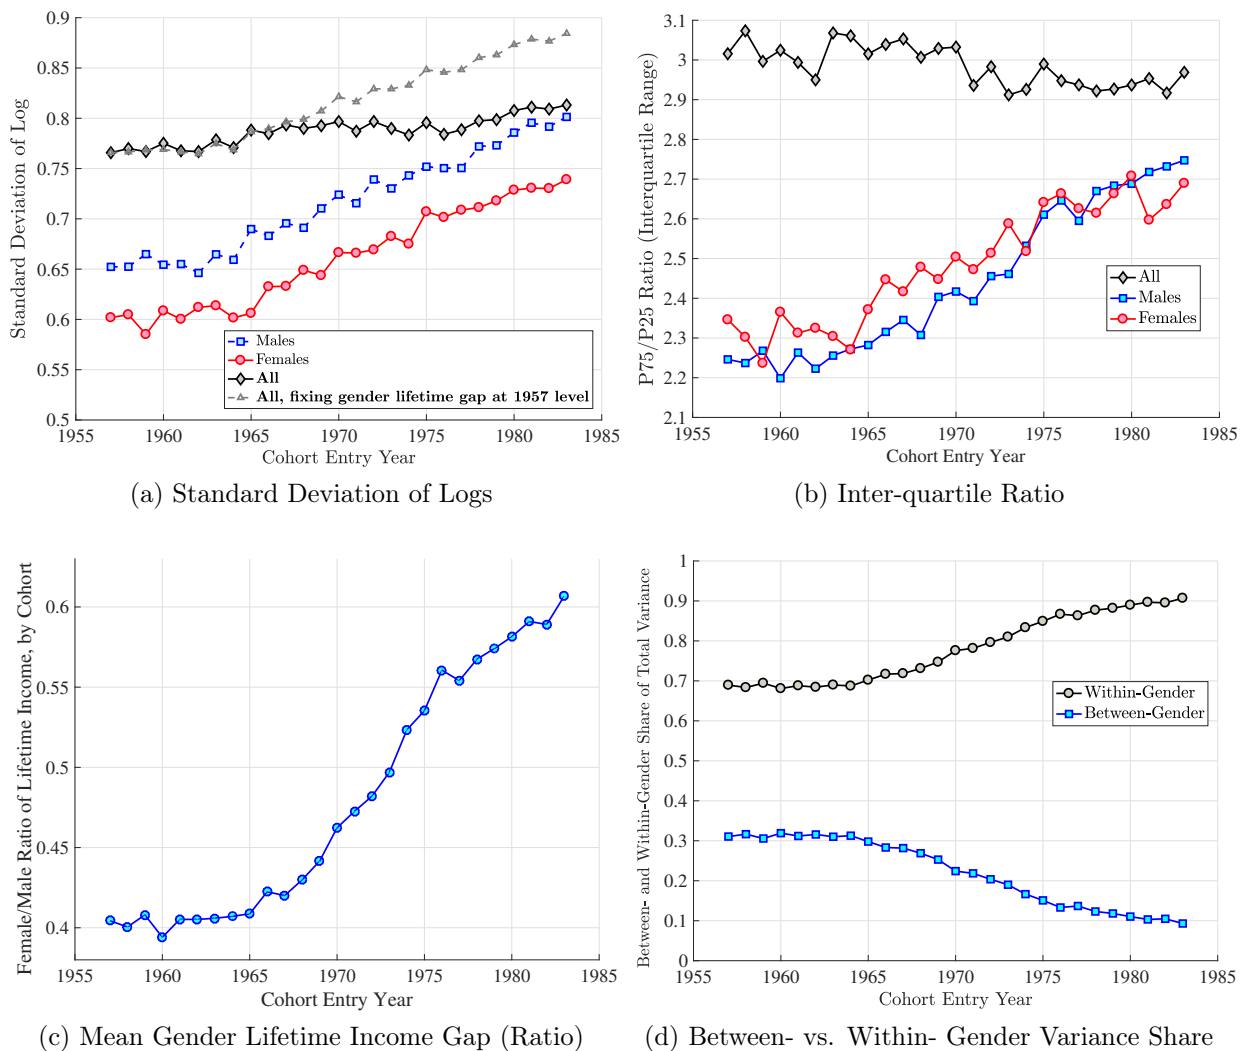 0.9
0.85
0.8
0.75
0.7
0.65
0.6
0.55
0.5
Standard Deviation of Log
Males
Females
All
All, fixing gender lifetime gap at 1957 level
1955 1960 1965 1970 1975 1980 1985
Cohort Entry Year
(a) Standard Deviation of Logs
3.1
3
2.9
2.8
2.7
2.6
2.5
2.4
2.3
2.2
2.1
P75/P25 Ratio (Interquartile Range)
All
Males
Females
1955 1960 1965 1970 1975 1980 1985
Cohort Entry Year
(b) Inter-quartile Ratio
0.6
0.55
0.5
0.45
0.4
Female/Male Ratio of Lifetime Income, by Cohort
1955 1960 1965 1970 1975 1980 1985
Cohort Entry Year
(c) Mean Gender Lifetime Income Gap (Ratio)
1
0.9
0.8
0.7
0.6
0.5
0.4
0.3
0.2
0.1
0
Between- and Within-Gender Share of Total Variance
Within-Gender
Between-Gender
1955 1960 1965 1970 1975 1980 1985
Cohort Entry Year
(d) Between- vs. Within- Gender Variance Share